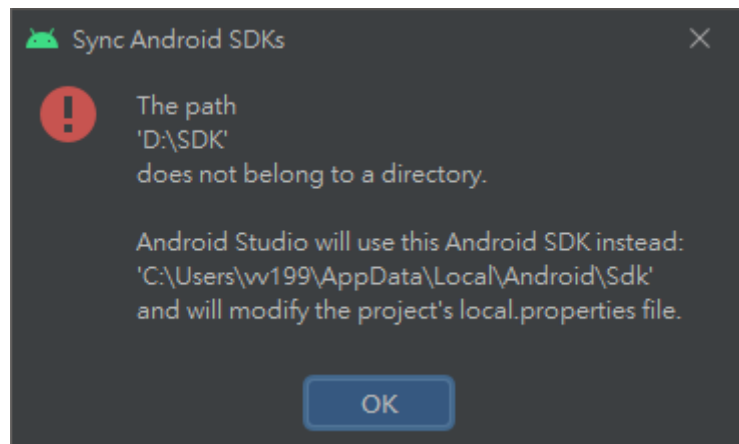 Sync Android SDKs
The path
'D:\SDK'
does not belong to a directory.
Android Studio will use this Android SDK instead:
'C:\Users\vv199\AppData\Local\Android\Sdk'
and will modify the project's local.properties file.
OK